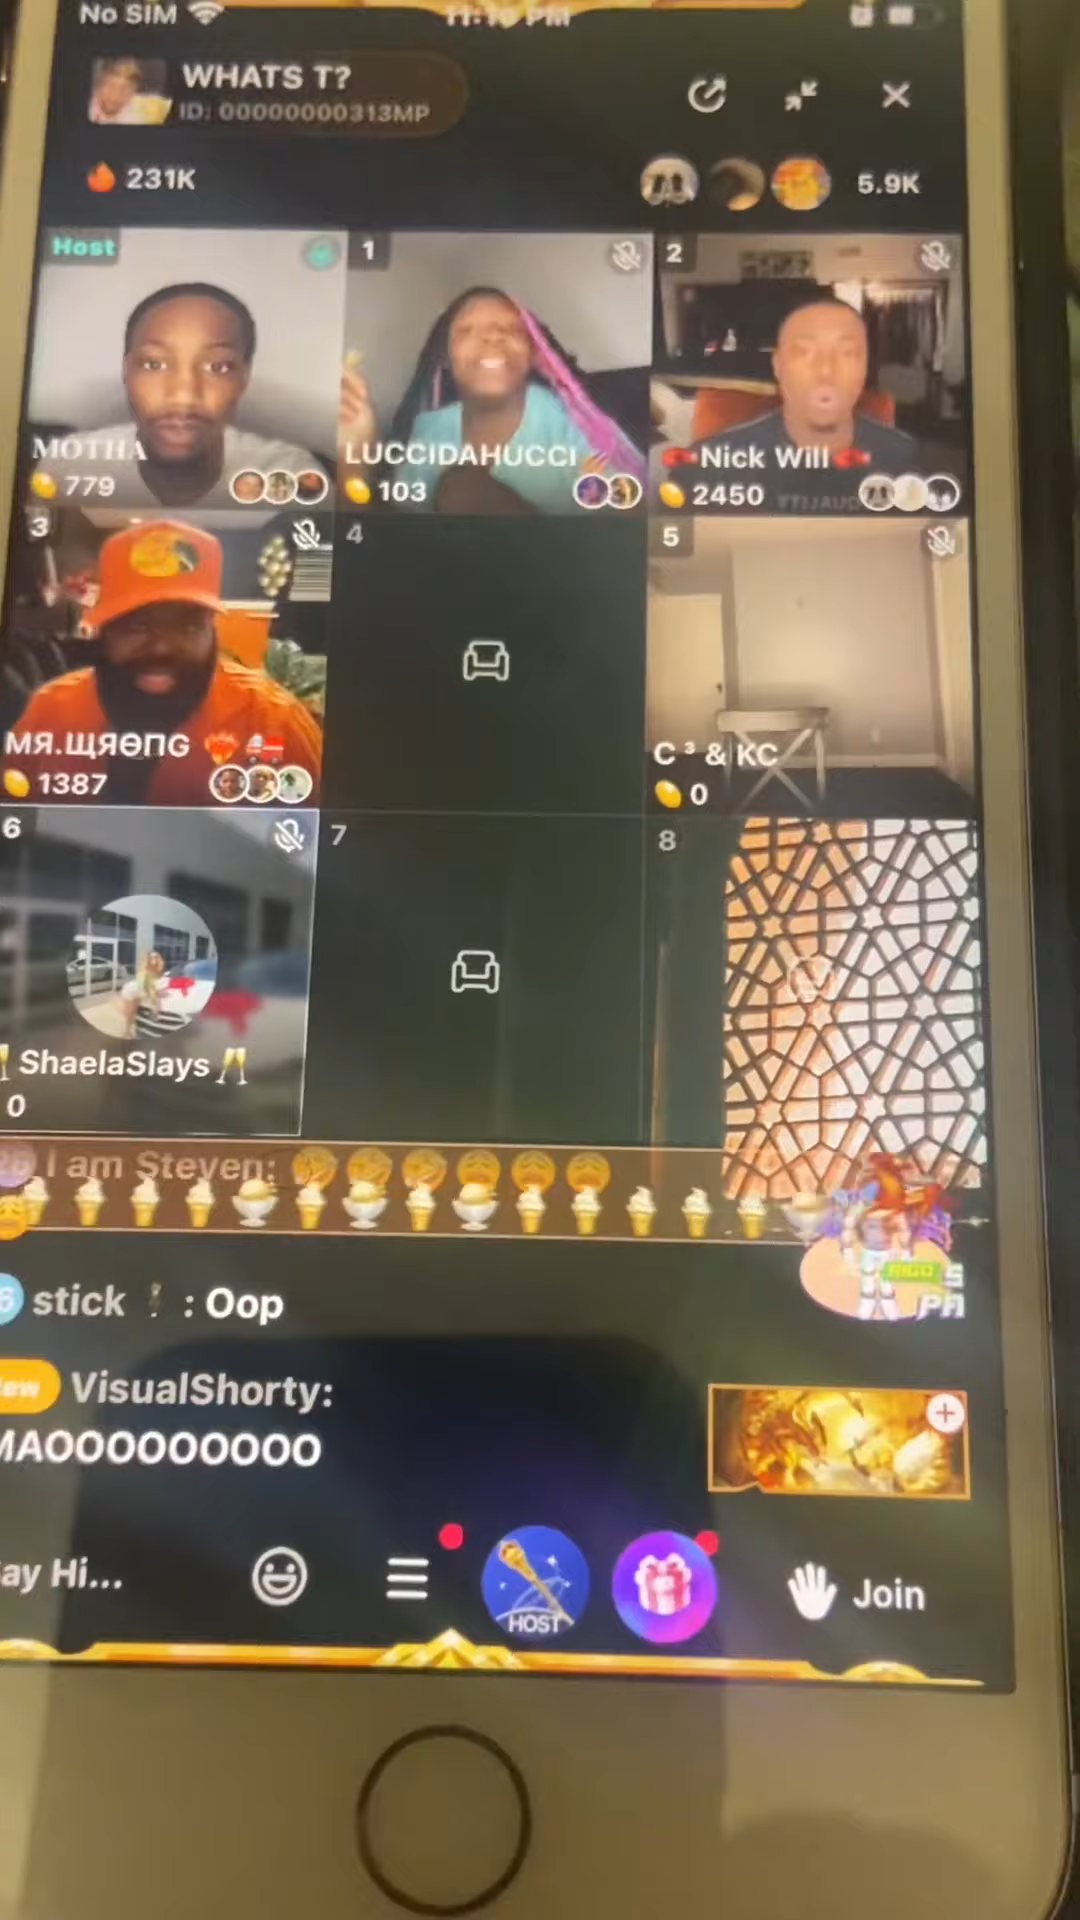 No SIM
WHATS T?
ID: 00000000313MP
231K
5.9K
Host
1
2
MOTHA
LUCCIDAHUCCI
Nick Will
779
103
2450
3
4
5
МЯ.ЩЯӨПG
C ³ & KC
1387
0
6
7
8
ShaelaSlays
0
I am Steven:
stick : Oop
VisualShorty:
MAOOOOOOOOO
ay Hi...
HOST
Join